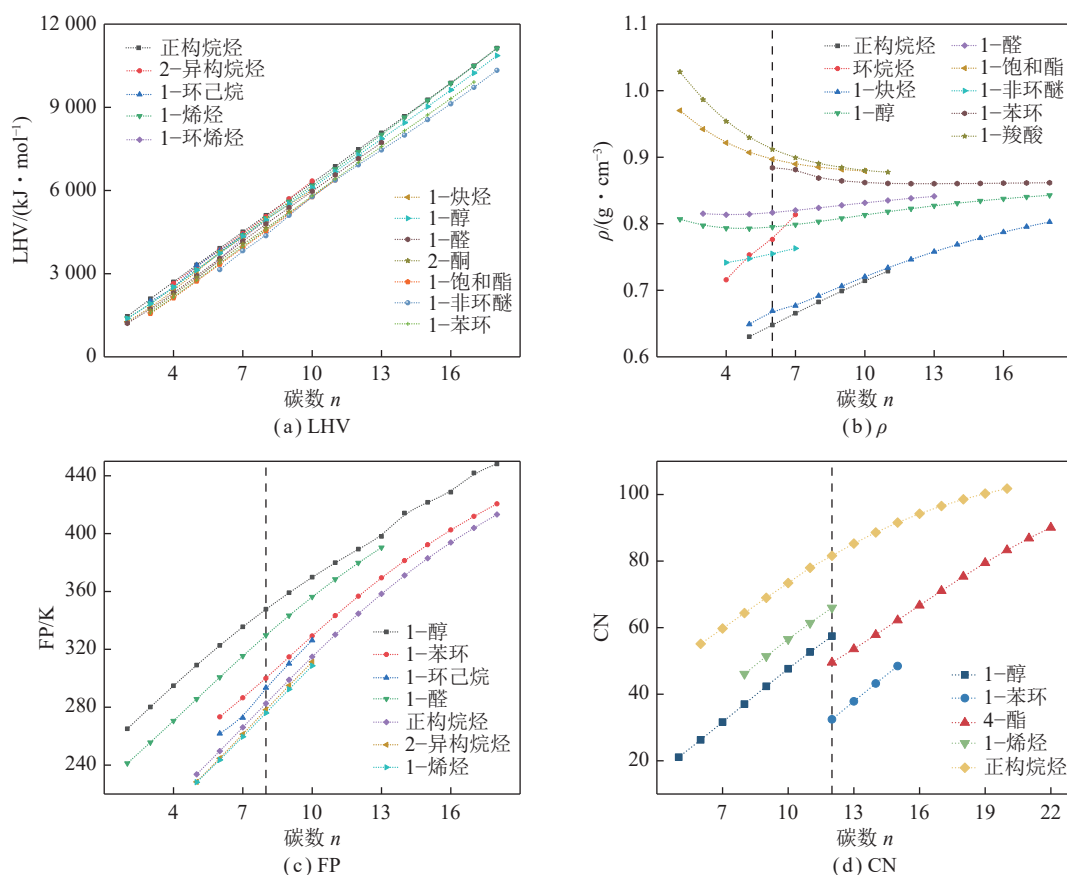 12 000
9 000
6 000
3 000
0
LHV/(kJ·mol⁻¹)
正构烷烃
2−异构烷烃
1−环己烷
1−烯烃
1−环烯烃
1−炔烃
1−醇
1−醛
2−酮
1−饱和酯
1−非环醚
1−苯环
4 7 10 13 16
碳数 n
(a) LHV
1.1
1.0
0.9
0.8
0.7
0.6
ρ/(g·cm⁻³)
正构烷烃
环烷烃
1−炔烃
1−醇
1−醛
1−饱和酯
1−非环醚
1−苯环
1−羧酸
4 7 10 13 16
碳数 n
(b) ρ
440
400
360
320
280
240
FP/K
1−醇
1−苯环
1−环己烷
1−醛
正构烷烃
2−异构烷烃
1−烯烃
4 7 10 13 16
碳数 n
(c) FP
100
80
60
40
20
CN
1−醇
1−苯环
4−酯
1−烯烃
正构烷烃
7 10 13 16 19 22
碳数 n
(d) CN